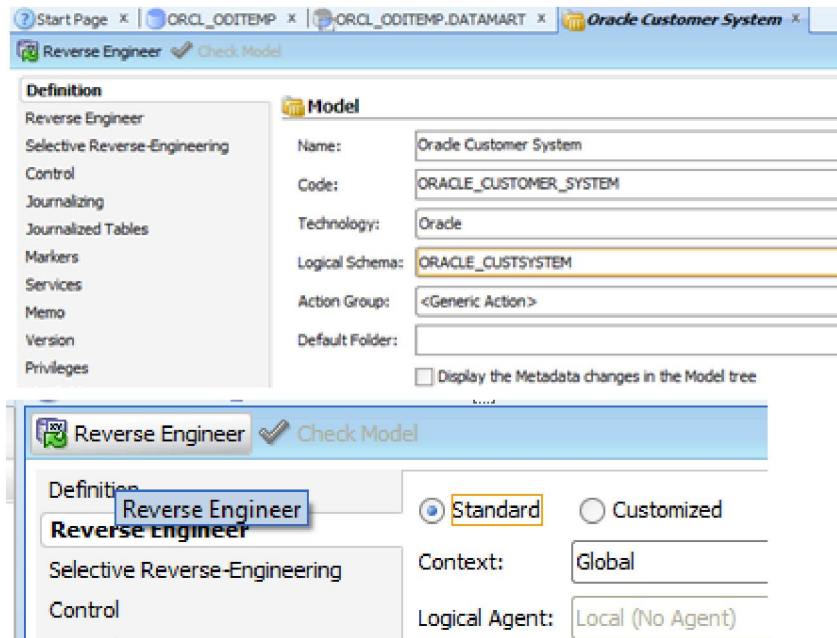 Start Page × ORCL_ODITEMP × ORCL_ODITEMP.DATAMART × Oracle Customer System ×
Reverse Engineer Check Model
Definition
Reverse Engineer
Selective Reverse-Engineering
Control
Journalizing
Journalized Tables
Markers
Services
Memo
Version
Privileges
Model
Name: Oracle Customer System
Code: ORACLE_CUSTOMER_SYSTEM
Technology: Oracle
Logical Schema: ORACLE_CUSTSYSTEM
Action Group: <Generic Action>
Default Folder:
Display the Metadata changes in the Model tree
Reverse Engineer Check Model
Definition
Reverse Engineer
Reverse Engineer
Selective Reverse-Engineering
Control
Standard Customized
Context: Global
Logical Agent: Local (No Agent)